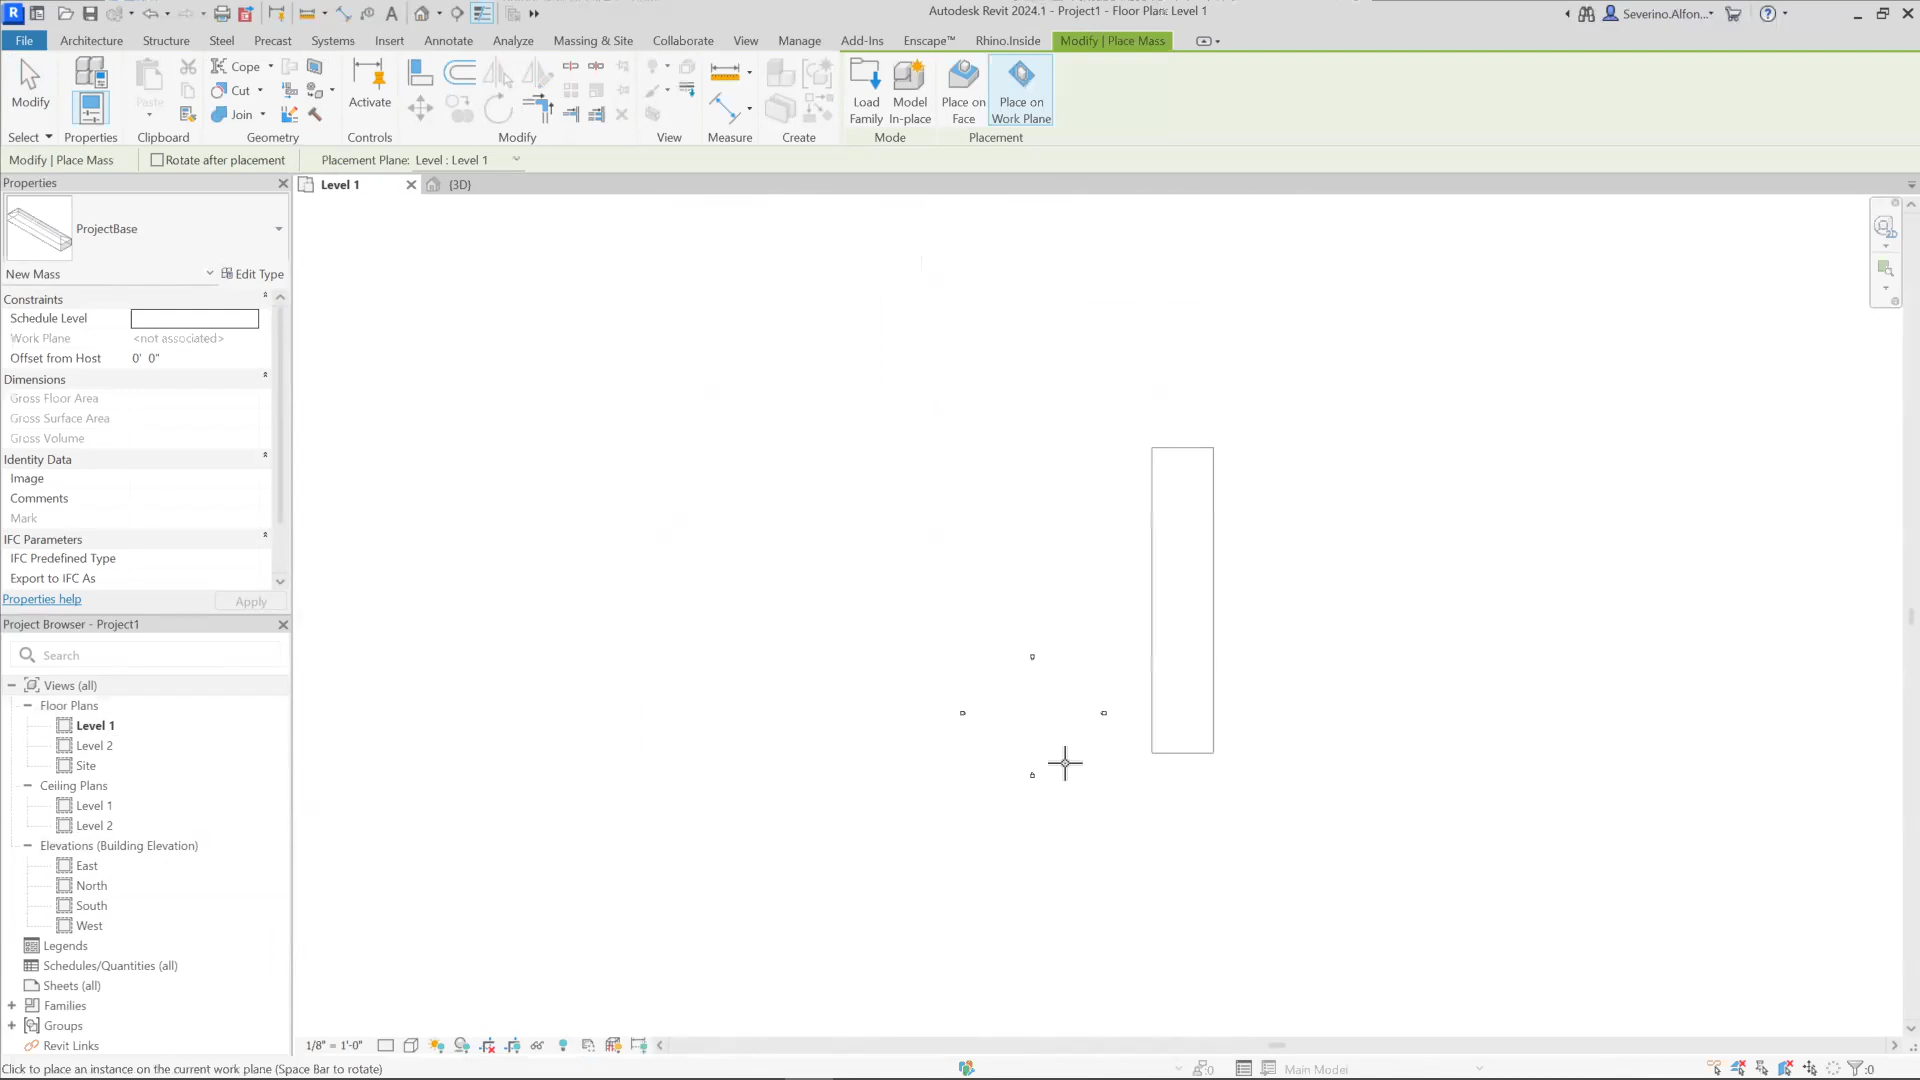 Autodesk Revit 2024.1 - Project1 - Floor Plan: Level 1
Severino.Alfon...
File Architecture Structure Steel Precast Systems Insert Annotate Analyze Massing & Site Collaborate View Manage Add-Ins Enscape™ Rhino.Inside Modify | Place Mass
Modify
Paste
Cope
Cut
Join
Activate
Load Family
Model In-place
Place on Face
Place on Work Plane
Select Properties Clipboard Geometry Controls Modify View Measure Create Mode Placement
Modify | Place Mass Rotate after placement Placement Plane: Level : Level 1
Properties
Level 1
{3D}
ProjectBase
New Mass Edit Type
Constraints
Schedule Level
Work Plane <not associated>
Offset from Host 0' 0"
Dimensions
Gross Floor Area
Gross Surface Area
Gross Volume
Identity Data
Image
Comments
Mark
IFC Parameters
IFC Predefined Type
Export to IFC As
Properties help Apply
Project Browser - Project1
Search
Views (all)
Floor Plans
Level 1
Level 2
Site
Ceiling Plans
Level 1
Level 2
Elevations (Building Elevation)
East
North
South
West
Legends
Schedules/Quantities (all)
Sheets (all)
Families
Groups
Revit Links
1/8" = 1'-0"
Click to place an instance on the current work plane (Space Bar to rotate)
:0
Main Model
:0